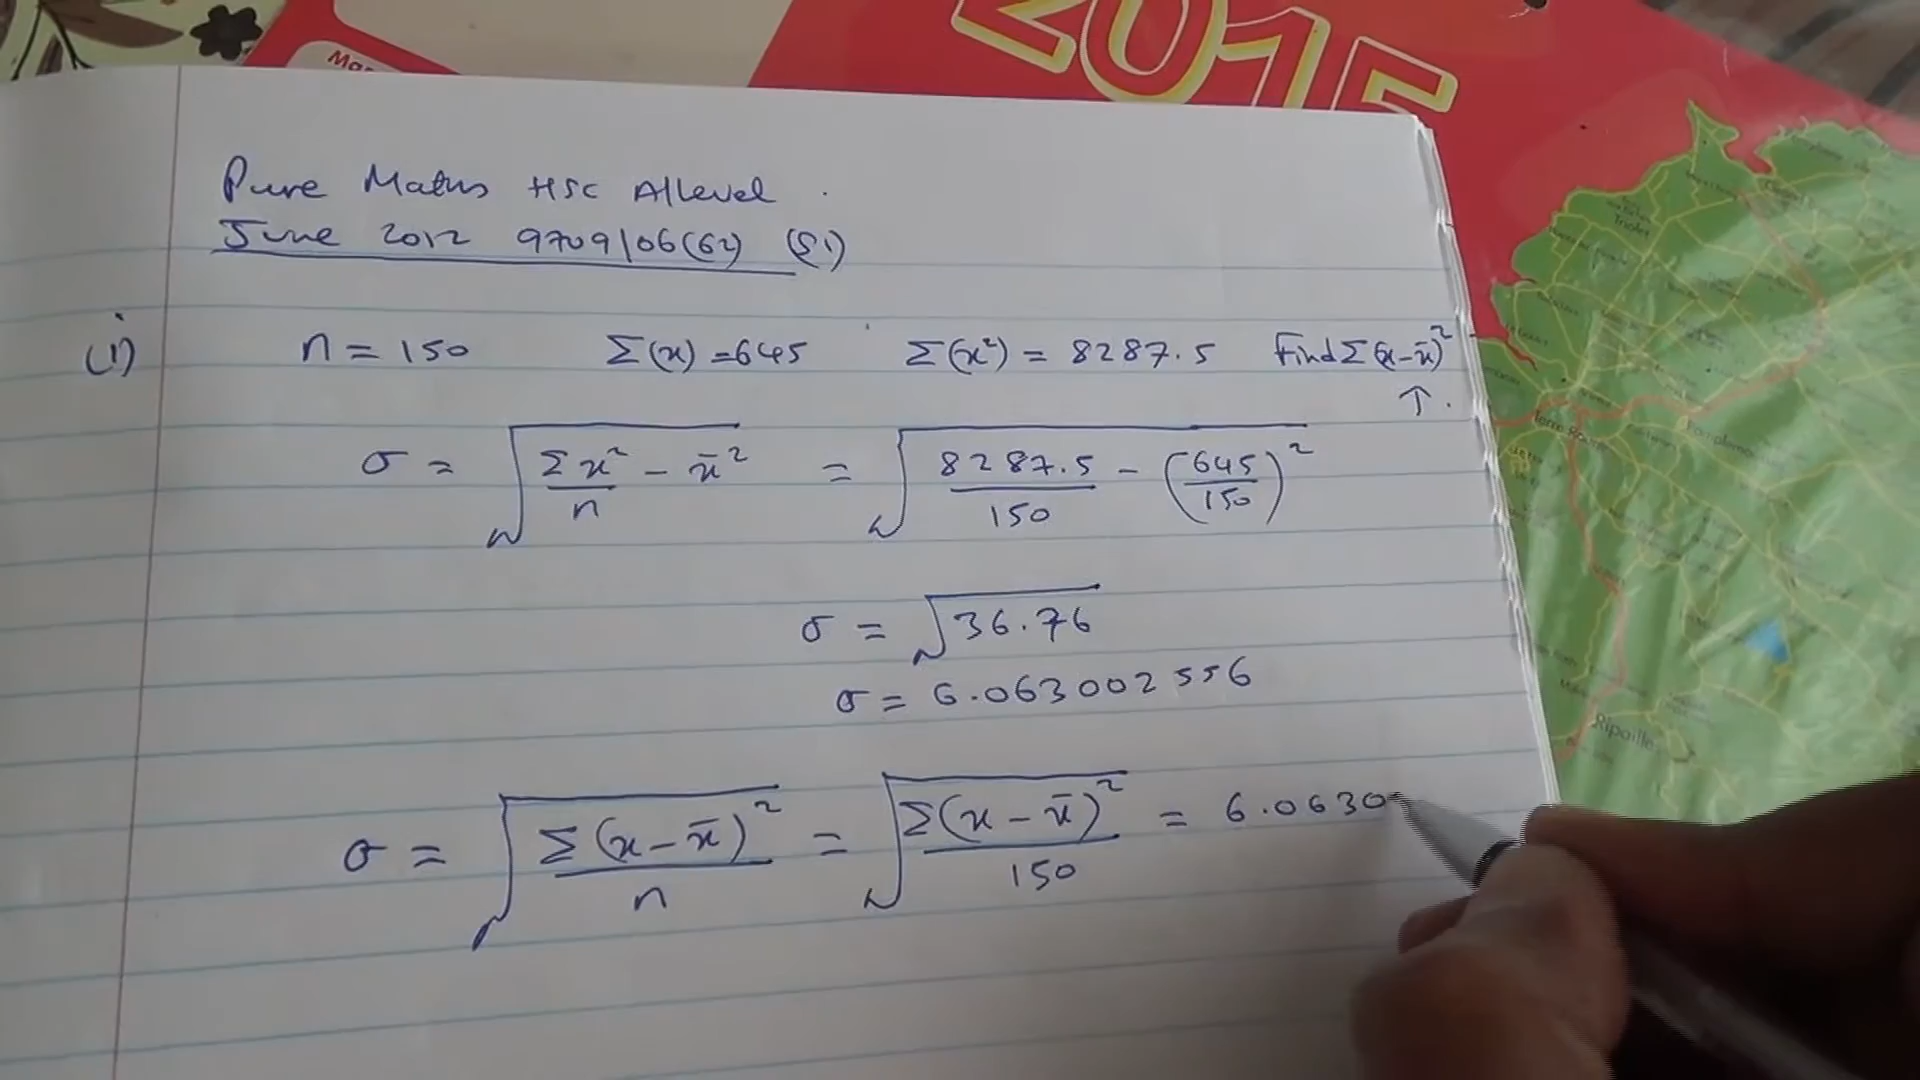 2015
Pure Maths HSC A level
June 2012 9709/06(62) (S1)
(i) n = 150 Σ(x) = 645 Σ(x²) = 8287.5 Find Σ(x-x̄)²
↑.
σ = √(Σx²/n - x̄²) = √(8287.5/150 - (645/150)²)
σ = √36.76
σ = 6.063002556
σ = √(Σ(x-x̄)²/n) = √(Σ(x-x̄)²/150) = 6.0630
Ripaille